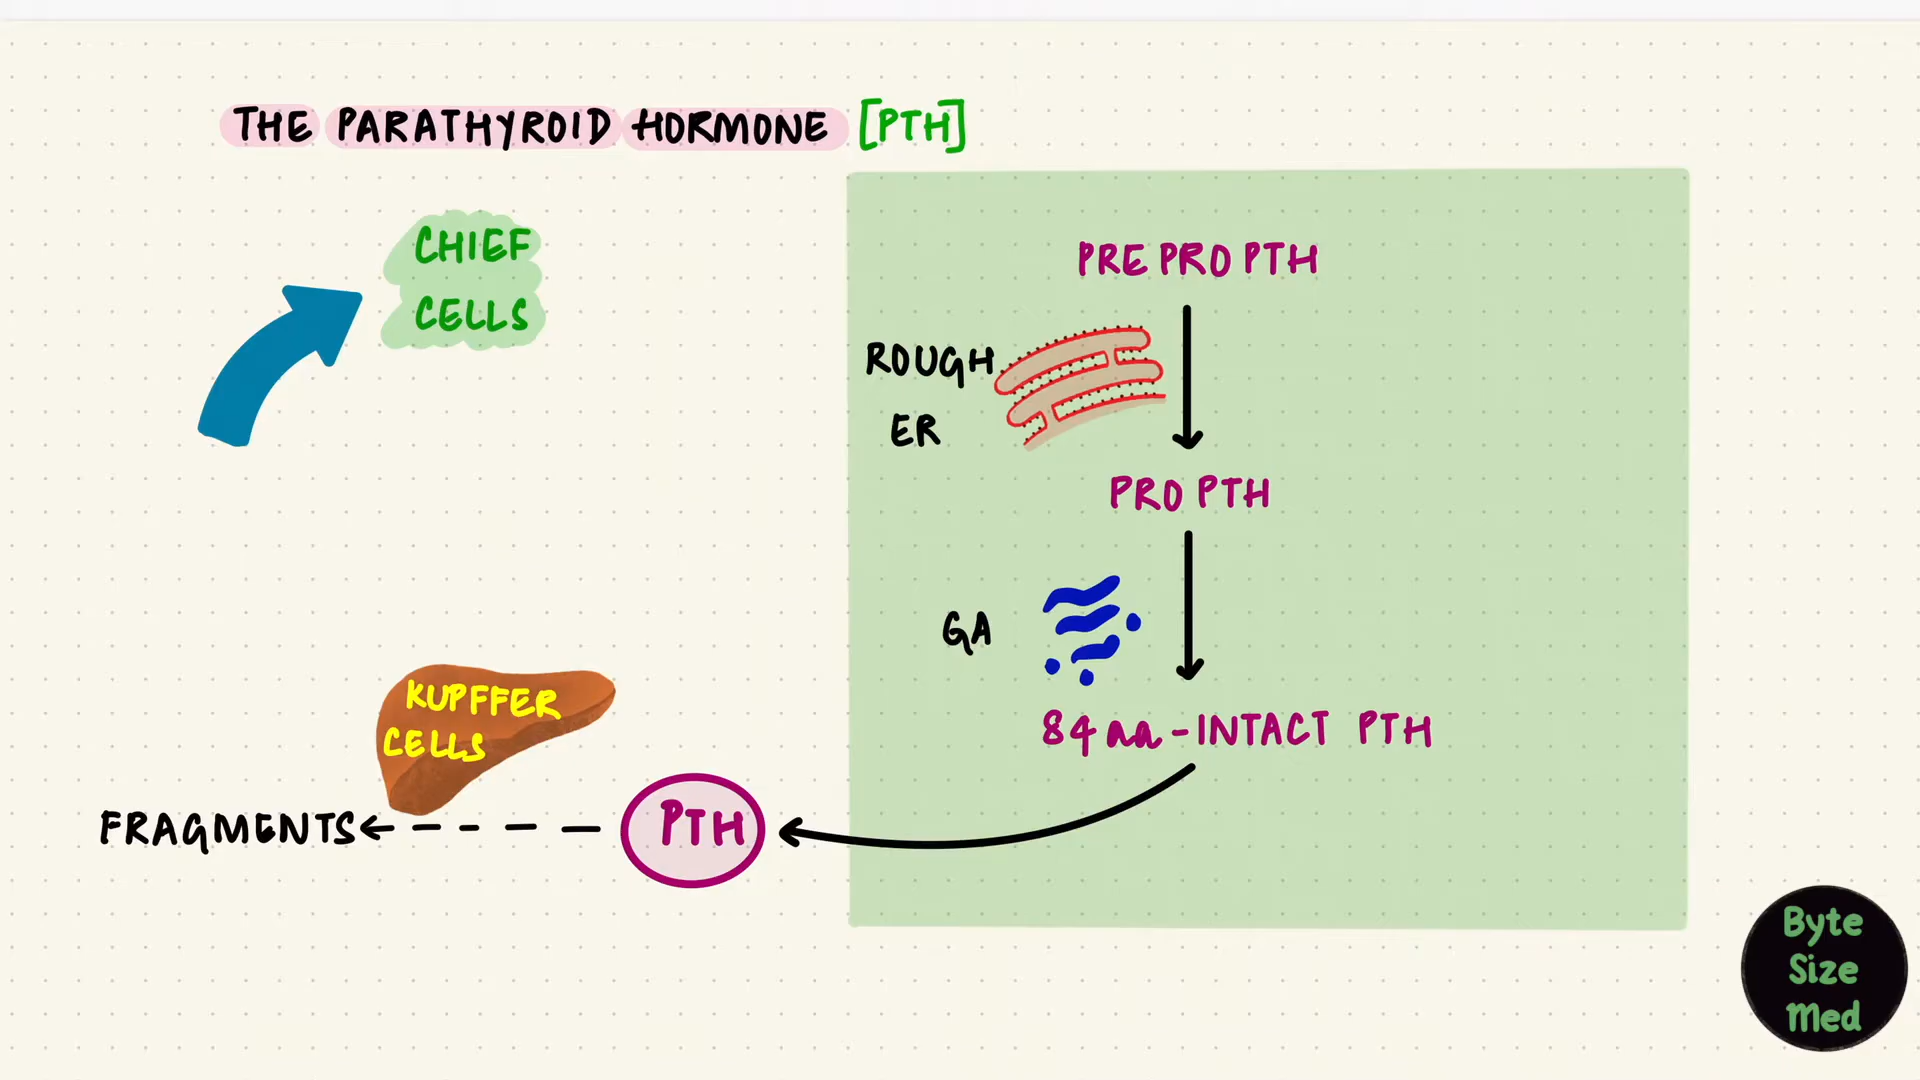 THE PARATHYROID HORMONE [PTH]
CHIEF
CELLS
PRE PRO PTH
ROUGH
ER
PRO PTH
GA
84 aa - INTACT PTH
KUPFFER
CELLS
PTH
FRAGMENTS
Byte
Size
Med